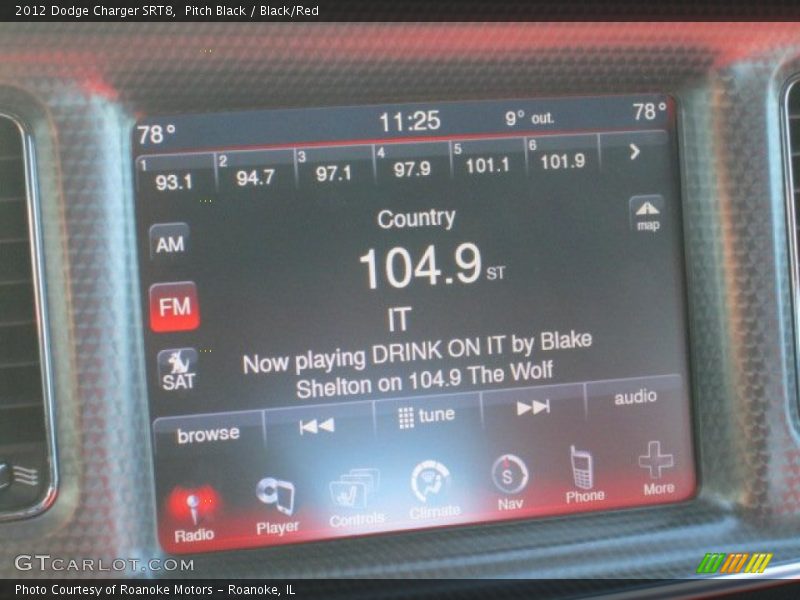 2012 Dodge Charger SRT8, Pitch Black / Black/Red
78° 11:25 9° out. 78°
1 93.1 2 94.7 3 97.1 4 97.9 5 101.1 6 101.9
Country
map
AM
104.9 ST
FM
IT
Now playing DRINK ON IT by Blake
Shelton on 104.9 The Wolf
SAT
browse tune audio
Radio Player Controls Climate S Nav Phone More
GTCARLOT.COM
Photo Courtesy of Roanoke Motors - Roanoke, IL